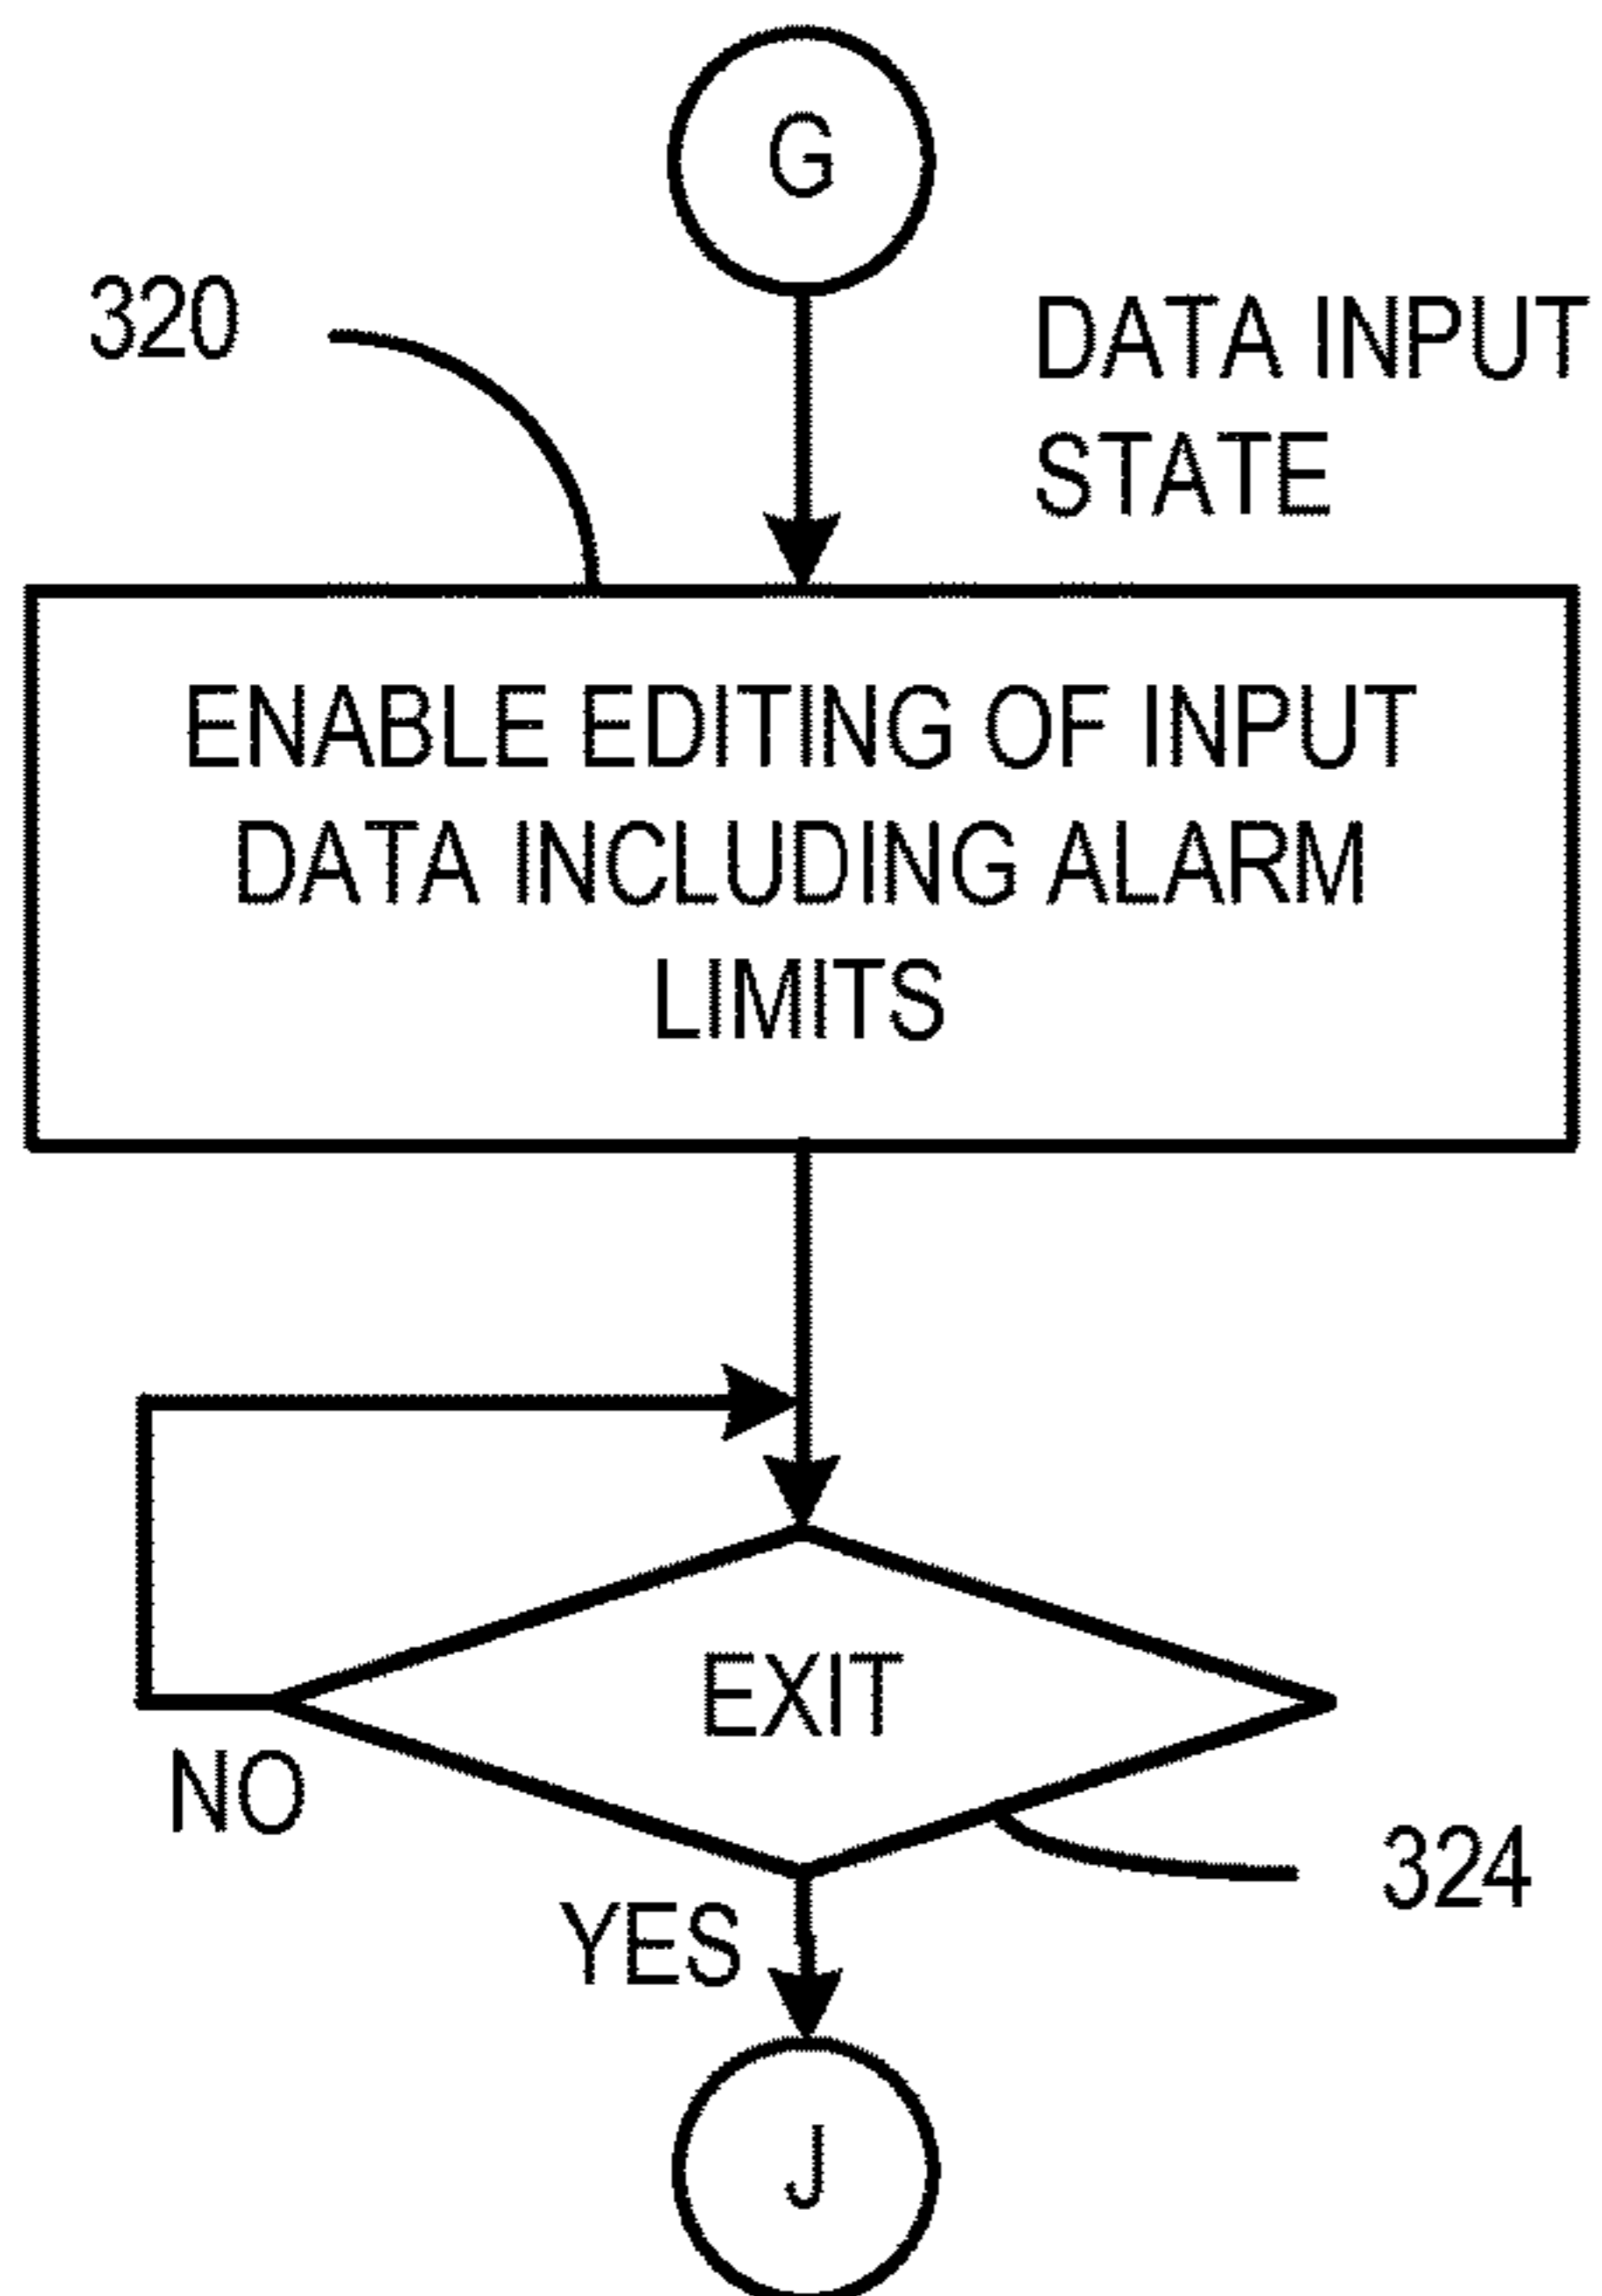 G
320
DATA INPUT
STATE
ENABLE EDITING OF INPUT
DATA INCLUDING ALARM
LIMITS
EXIT
NO
324
YES
J